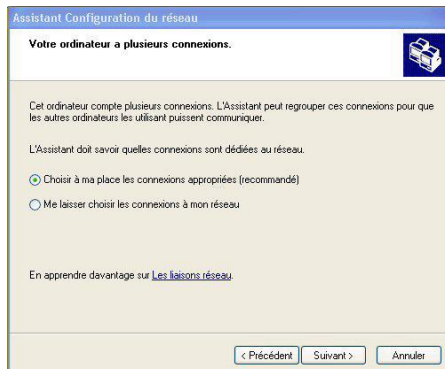 Assistant Configuration du réseau
Votre ordinateur a plusieurs connexions.
Cet ordinateur compte plusieurs connexions. L'Assistant peut regrouper ces connexions pour que
les autres ordinateurs les utilisant puissent communiquer.
L'Assistant doit savoir quelles connexions sont dédiées au réseau.
Choisir à ma place les connexions appropriées (recommandé)
Me laisser choisir les connexions à mon réseau
En apprendre davantage sur Les liaisons réseau.
< Précédent Suivant > Annuler